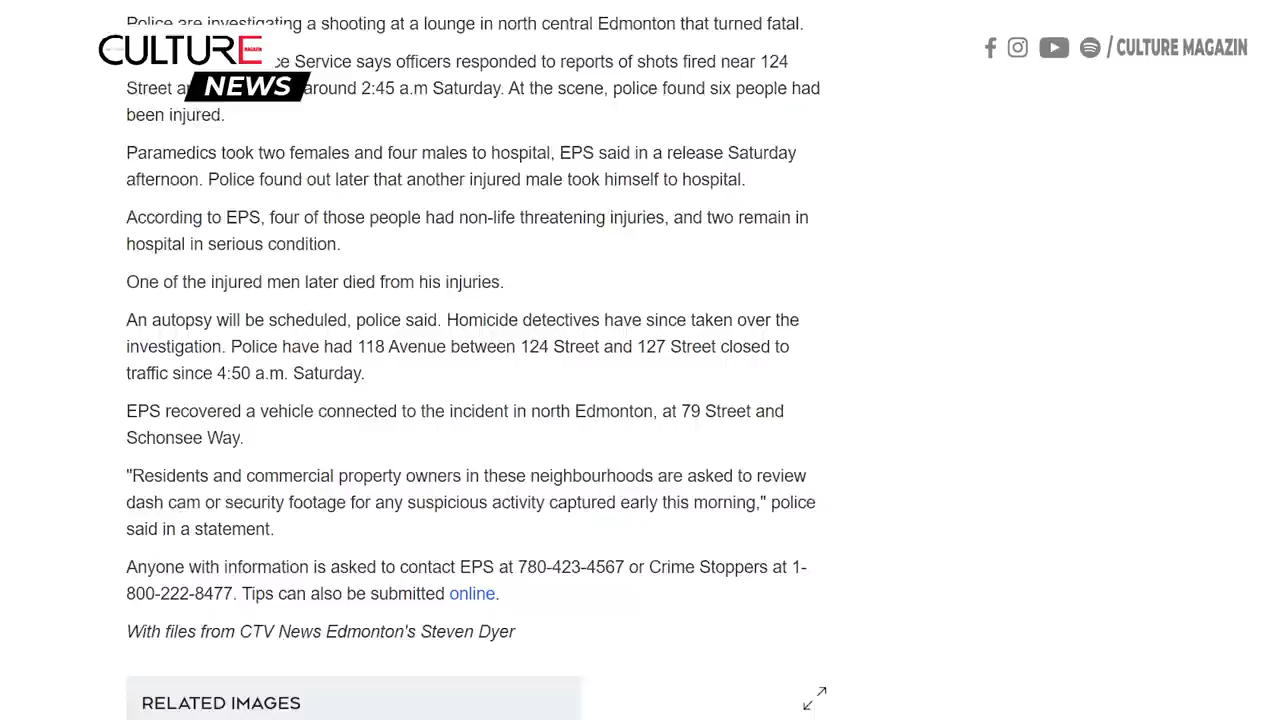 Police are investigating a shooting at a lounge in north central Edmonton that turned fatal.
CULTURE
MAGAZIN
NEWS
/ CULTURE MAGAZIN
Service says officers responded to reports of shots fired near 124
Street around 2:45 a.m Saturday. At the scene, police found six people had
been injured.
Paramedics took two females and four males to hospital, EPS said in a release Saturday
afternoon. Police found out later that another injured male took himself to hospital.
According to EPS, four of those people had non-life threatening injuries, and two remain in
hospital in serious condition.
One of the injured men later died from his injuries.
An autopsy will be scheduled, police said. Homicide detectives have since taken over the
investigation. Police have had 118 Avenue between 124 Street and 127 Street closed to
traffic since 4:50 a.m. Saturday.
EPS recovered a vehicle connected to the incident in north Edmonton, at 79 Street and
Schonsee Way.
"Residents and commercial property owners in these neighbourhoods are asked to review
dash cam or security footage for any suspicious activity captured early this morning," police
said in a statement.
Anyone with information is asked to contact EPS at 780-423-4567 or Crime Stoppers at 1-
800-222-8477. Tips can also be submitted online.
With files from CTV News Edmonton's Steven Dyer
RELATED IMAGES